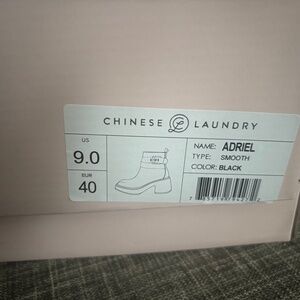 CHINESE LAUNDRY
US
9.0
EUR
40
NAME: ADRIEL
TYPE: SMOOTH
COLOR: BLACK